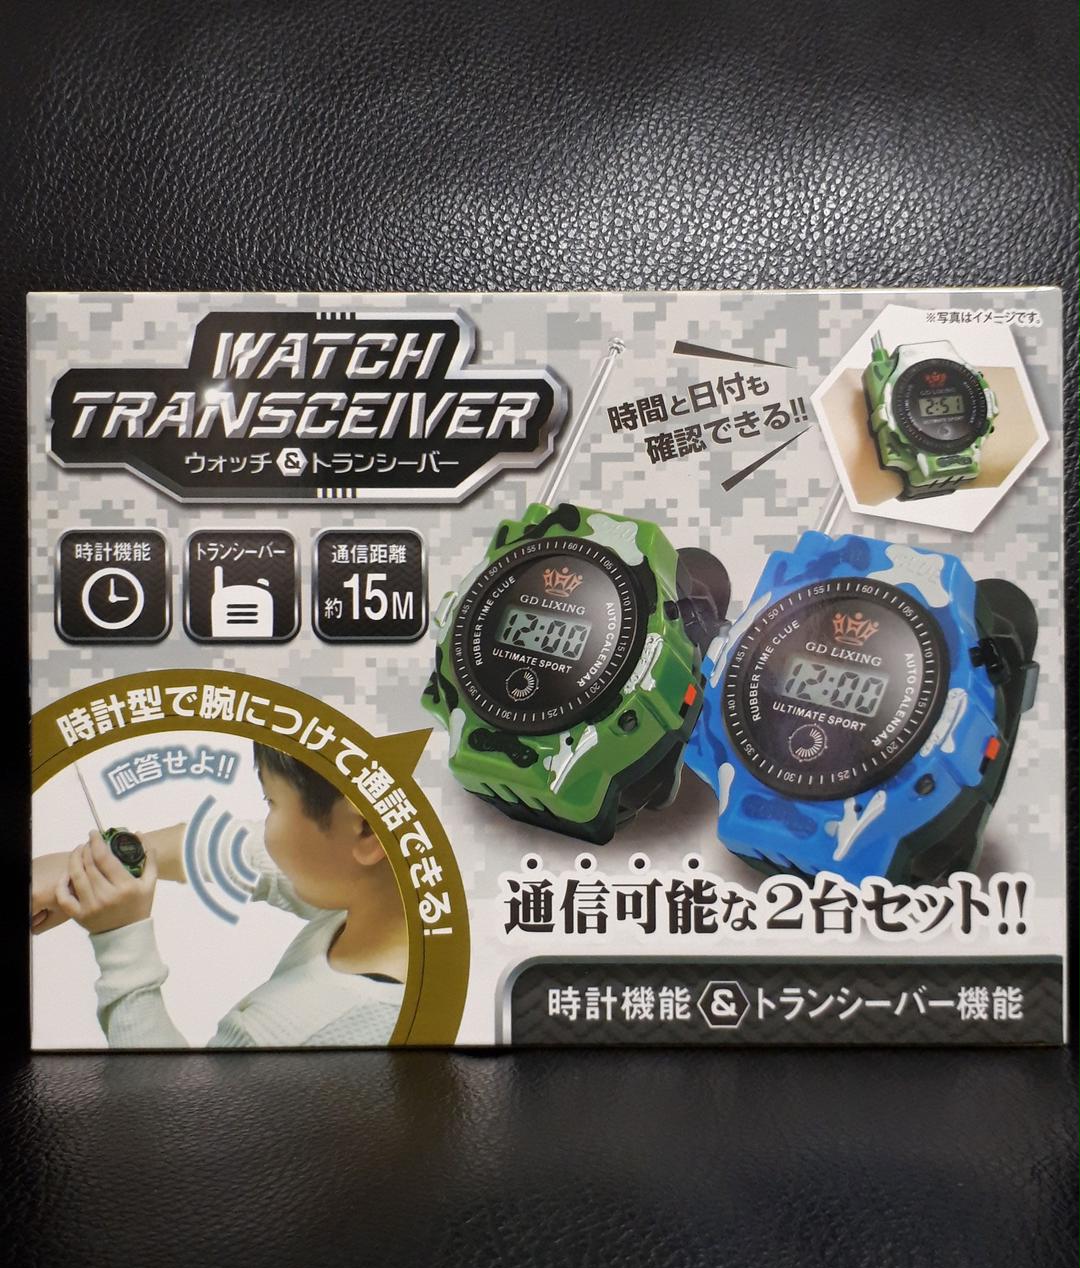 WATCH
TRANSCEIVER
ウォッチ&トランシーバー
※写真はイメージです。
時間と日付も
確認できる!!
2:51
時計機能
トランシーバー
通信距離
約15M
GD LIXING
12:00
RUBBER TIME CLUE
AUTO CALENDAR
ULTIMATE SPORT
GD LIXING
12:00
RUBBER TIME CLUE
AUTO CALENDAR
ULTIMATE SPORT
時計型で腕につけて通話できる!
応答せよ!!
通信可能な2台セット!!
時計機能&トランシーバー機能